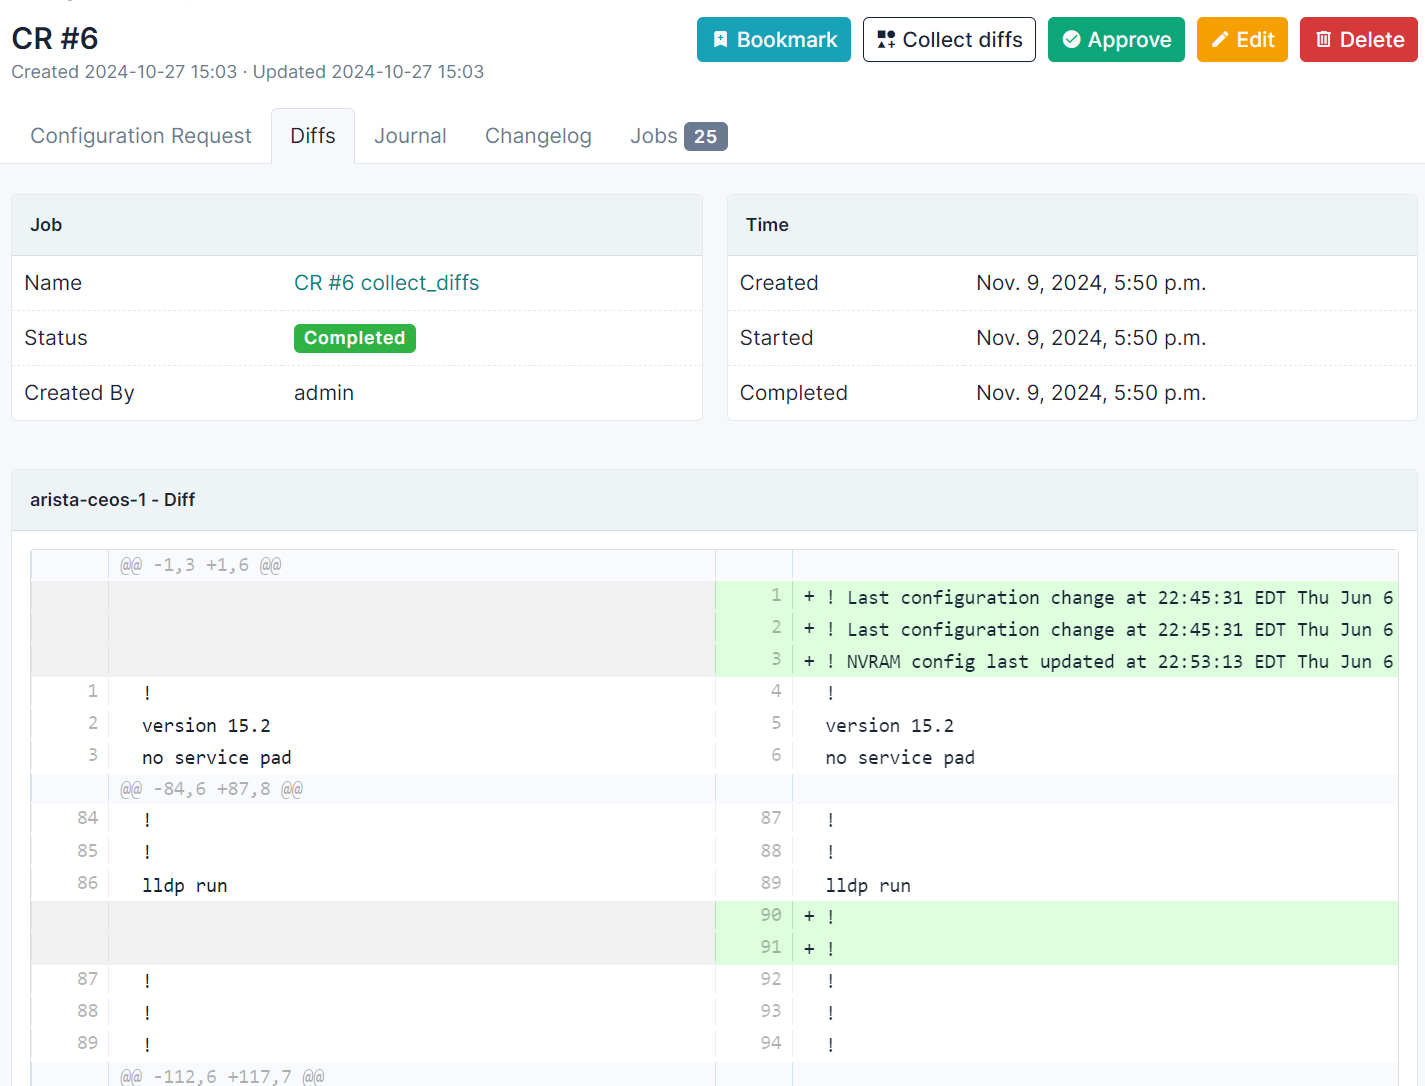 CR #6
Bookmark Collect diffs Approve Edit Delete
Created 2024-10-27 15:03 · Updated 2024-10-27 15:03
Configuration Request Diffs Journal Changelog Jobs 25
Job
Name CR #6 collect_diffs
Status Completed
Created By admin
Time
Created Nov. 9, 2024, 5:50 p.m.
Started Nov. 9, 2024, 5:50 p.m.
Completed Nov. 9, 2024, 5:50 p.m.
arista-ceos-1 - Diff
@@ -1,3 +1,6 @@
1 + ! Last configuration change at 22:45:31 EDT Thu Jun 6
2 + ! Last configuration change at 22:45:31 EDT Thu Jun 6
3 + ! NVRAM config last updated at 22:53:13 EDT Thu Jun 6
1 ! 4 !
2 version 15.2 5 version 15.2
3 no service pad 6 no service pad
@@ -84,6 +87,8 @@
84 ! 87 !
85 ! 88 !
86 lldp run 89 lldp run
90 + !
91 + !
87 ! 92 !
88 ! 93 !
89 ! 94 !
@@ -112,6 +117,7 @@